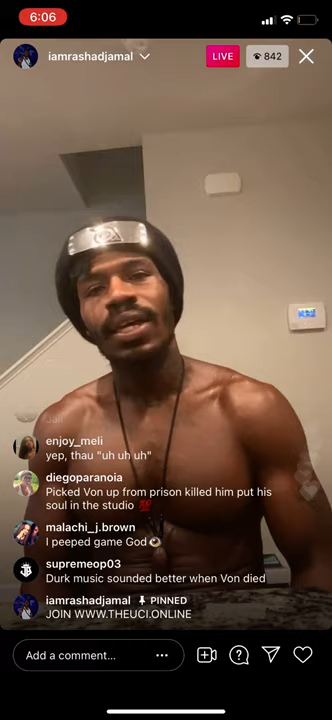 6:06
iamrashadjamal
LIVE
842
Jail
enjoy_meli
yep, thau "uh uh uh"
diegoparanoia
Picked Von up from prison killed him put his
soul in the studio 💯
malachi_j.brown
I peeped game God👁
supremeop03
Durk music sounded better when Von died
iamrashadjamal PINNED
JOIN WWW.THEUCI.ONLINE
Add a comment...